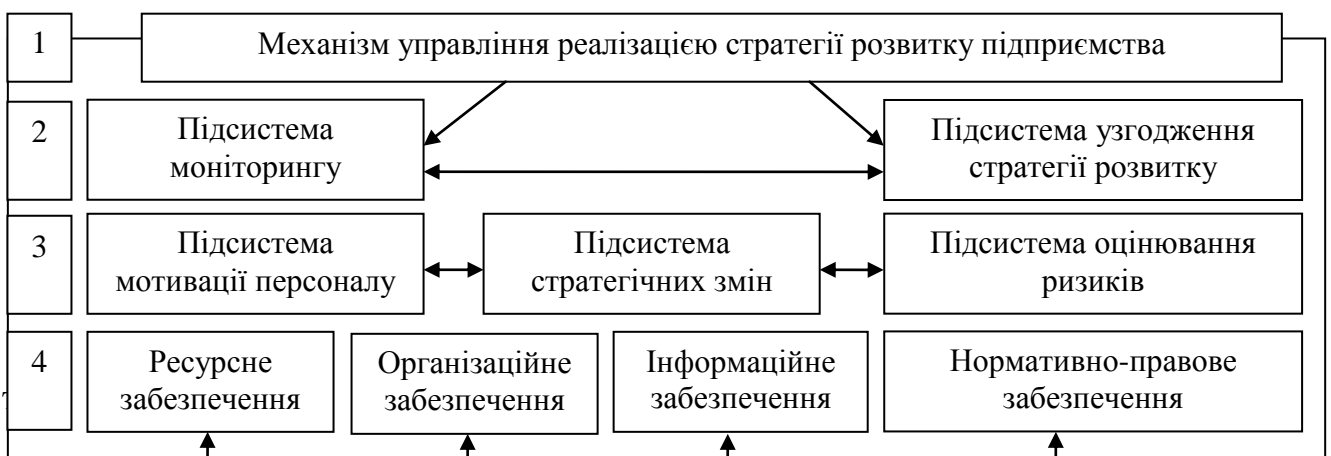 1
Механізм управління реалізацією стратегії розвитку підприємства
2
Підсистема
моніторингу
Підсистема узгодження
стратегії розвитку
3
Підсистема
мотивації персоналу
Підсистема
стратегічних змін
Підсистема оцінювання
ризиків
4
Ресурсне
забезпечення
Організаційне
забезпечення
Інформаційне
забезпечення
Нормативно-правове
забезпечення